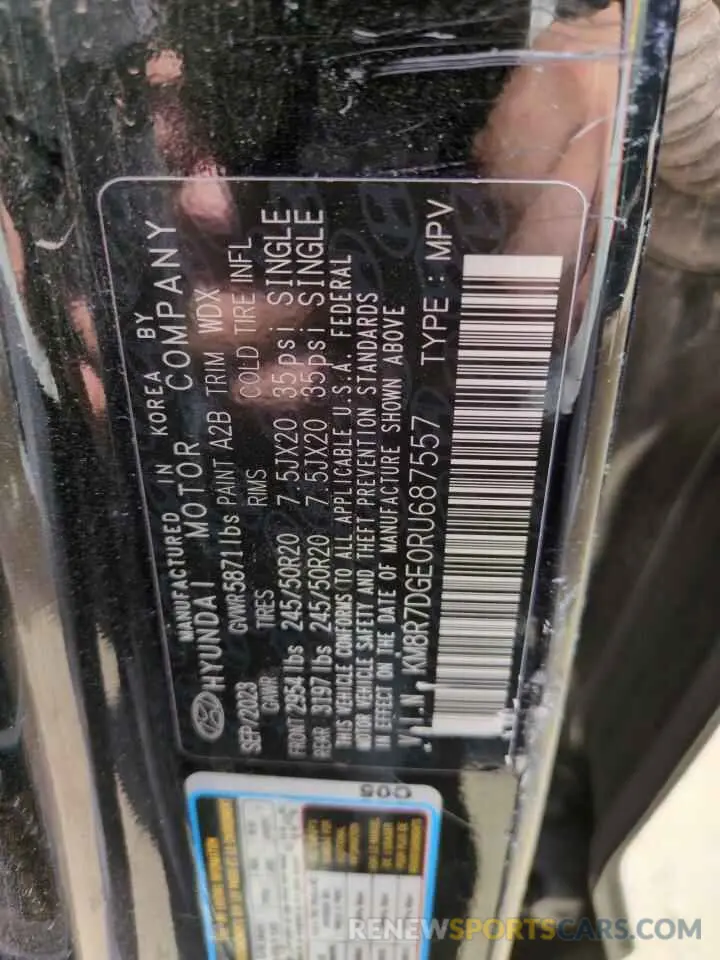 MANUFACTURED IN KOREA BY
HYUNDAI MOTOR COMPANY
SEP/2023 GVWR 5871lbs PAINT A2B TRIM WDX
GAWR TIRES RIMS COLD TIRE INFL
FRONT 2954 lbs 245/50R20 7.5JX20 35psi SINGLE
REAR 3197 lbs 245/50R20 7.5JX20 35psi SINGLE
THIS VEHICLE CONFORMS TO ALL APPLICABLE U.S.A. FEDERAL
MOTOR VEHICLE SAFETY AND THEFT PREVENTION STANDARDS
IN EFFECT ON THE DATE OF MANUFACTURE SHOWN ABOVE
V.I.N. KM8R7DGE0RU687557 TYPE : MPV
RENEWSPORTSCARS.COM